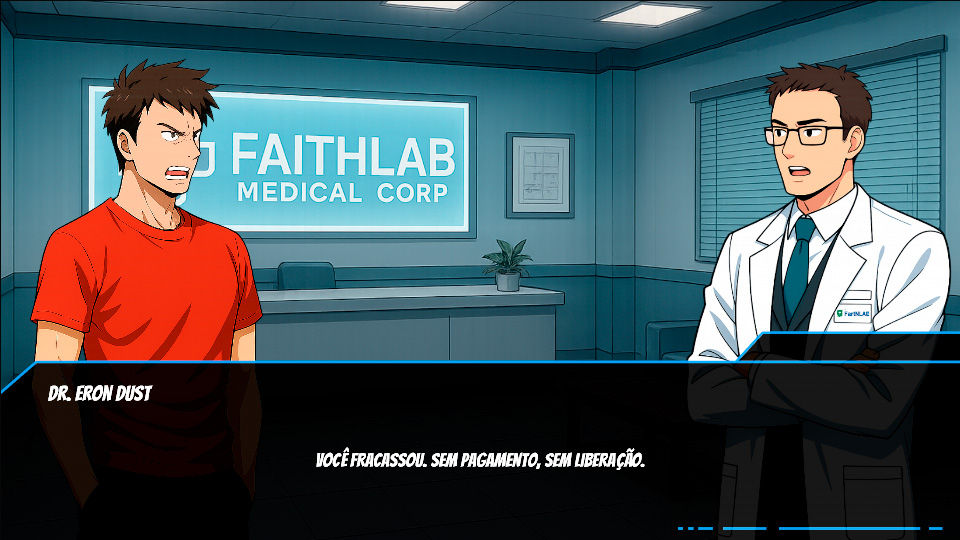 FAITHLAB
MEDICAL CORP
FaithLAB
DR. ERON DUST
VOCÊ FRACASSOU. SEM PAGAMENTO, SEM LIBERAÇÃO.